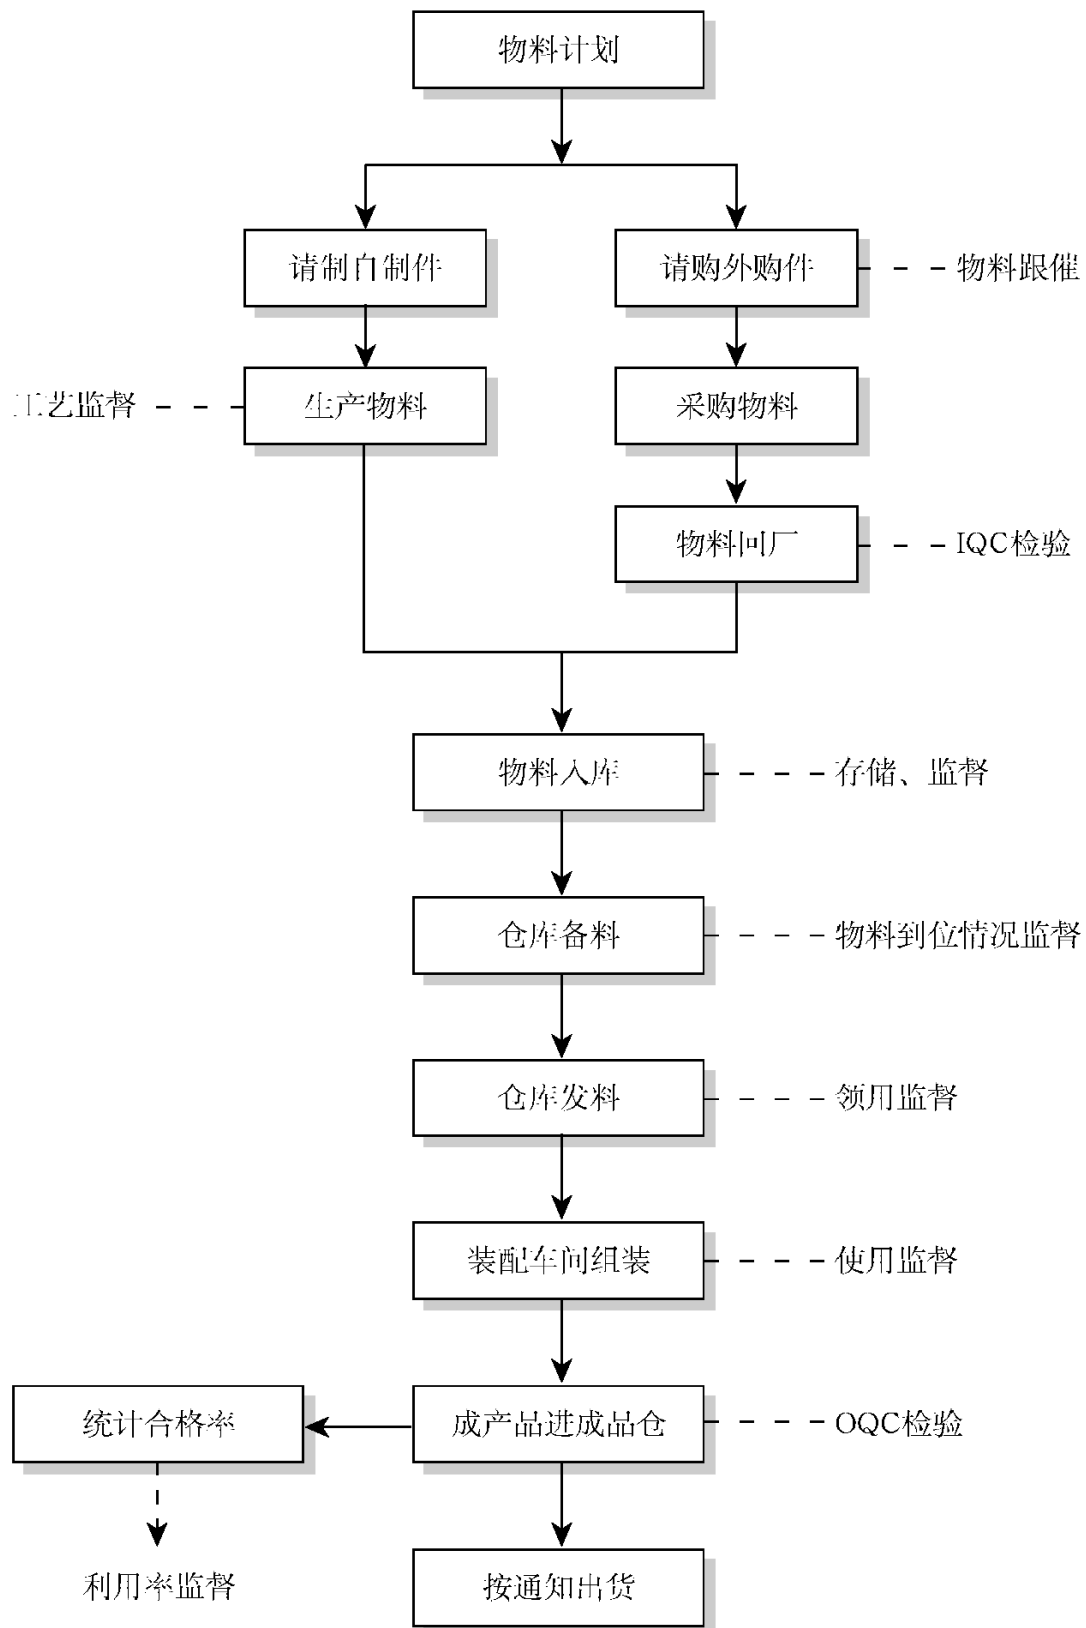 物料计划
请制自制件
请购外购件
物料跟催
工艺监督
生产物料
采购物料
物料回厂
IQC检验
物料入库
存储、监督
仓库备料
物料到位情况监督
仓库发料
领用监督
装配车间组装
使用监督
统计合格率
成产品进成品仓
OQC检验
利用率监督
按通知出货